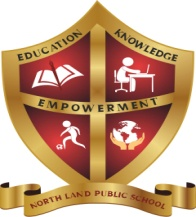 EDUCATION
KNOWLEDGE
EMPOWERMENT
NORTH LAND PUBLIC SCHOOL